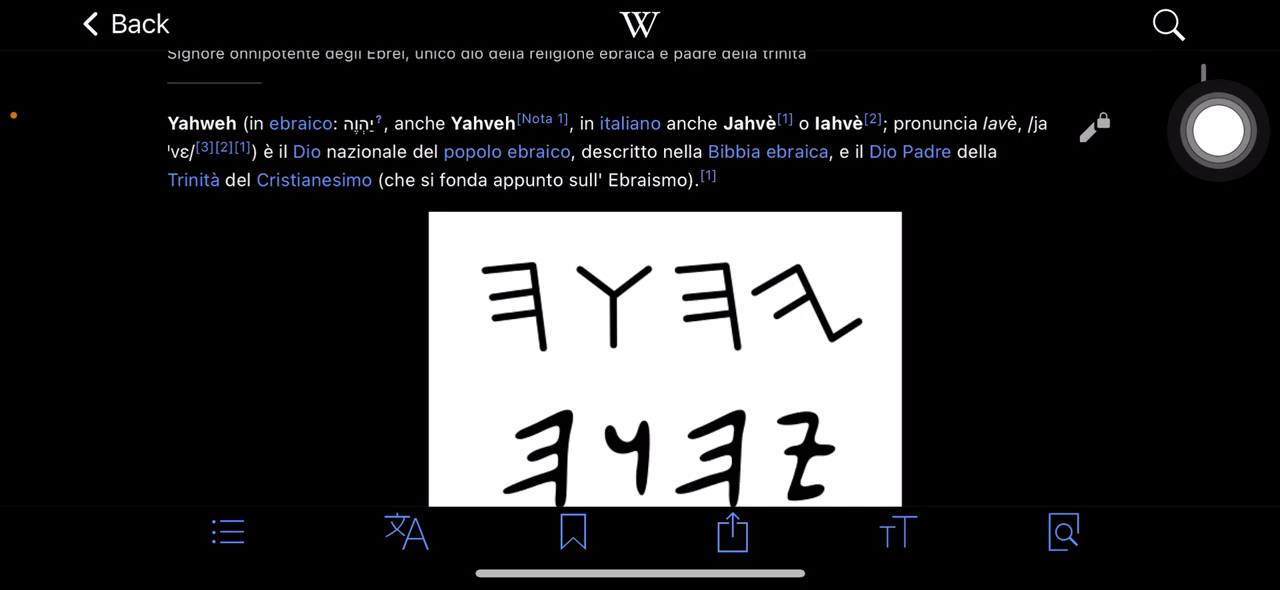 Back
W
Signore onnipotente degli Ebrei, unico dio della religione ebraica e padre della trinità
Yahweh (in ebraico: יַהְוֶה?, anche Yahveh[Nota 1], in italiano anche Jahvè[1] o Iahvè[2]; pronuncia Iavè, /ja
'vɛ/[3][2][1]) è il Dio nazionale del popolo ebraico, descritto nella Bibbia ebraica, e il Dio Padre della
Trinità del Cristianesimo (che si fonda appunto sull' Ebraismo).[1]
𐤉𐤄𐤅𐤄
𐤉𐤄𐤅𐤄